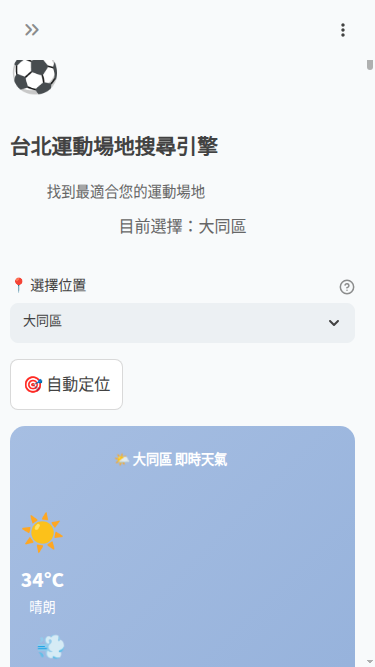 台北運動場地搜尋引擎
找到最適合您的運動場地
目前選擇：大同區
📍 選擇位置
大同區
🎯 自動定位
🌤️ 大同區 即時天氣
34°C
晴朗